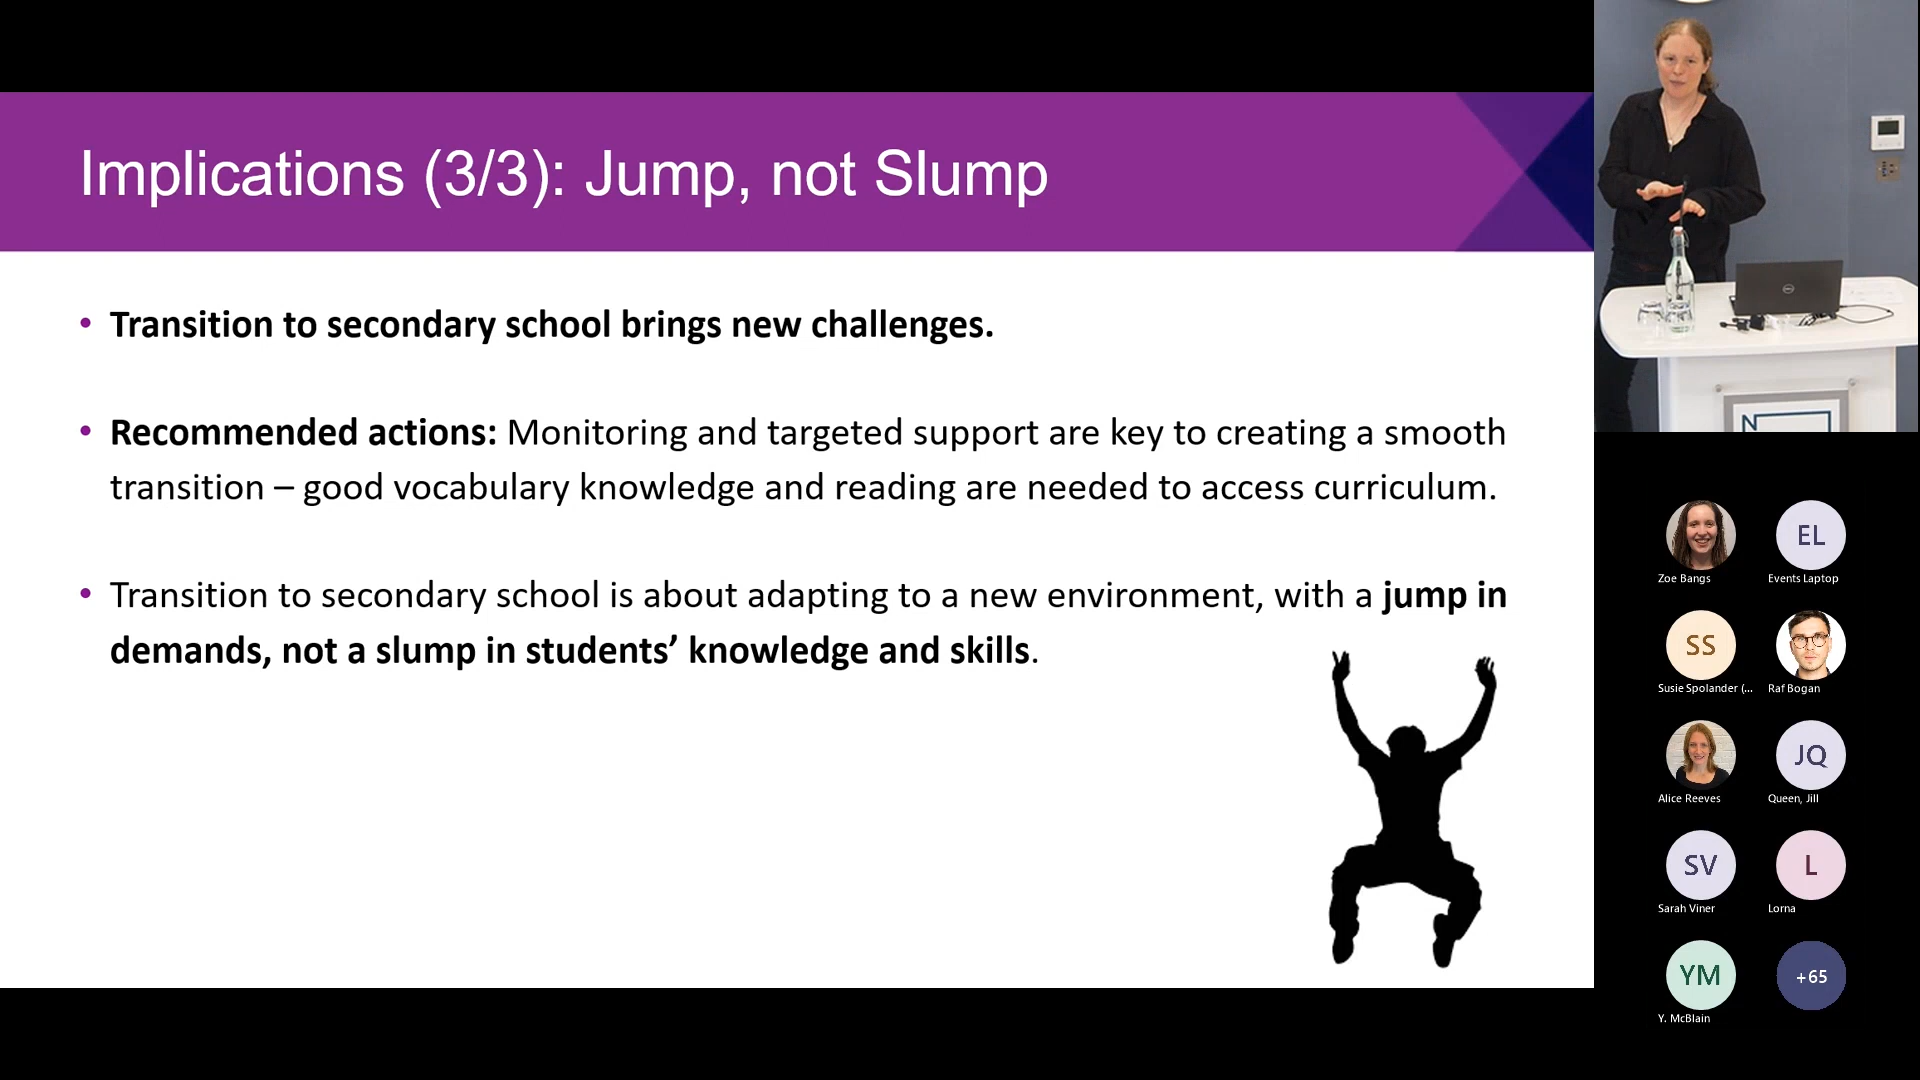 Implications (3/3): Jump, not Slump
• Transition to secondary school brings new challenges.
• Recommended actions: Monitoring and targeted support are key to creating a smooth
transition – good vocabulary knowledge and reading are needed to access curriculum.
• Transition to secondary school is about adapting to a new environment, with a jump in
demands, not a slump in students’ knowledge and skills.
DELL
N
EL
Zoe Bangs
Events Laptop
SS
Susie Spolander (...
Raf Bogan
JQ
Alice Reeves
Queen, Jill
SV
L
Sarah Viner
Lorna
YM
+65
Y. McBlain